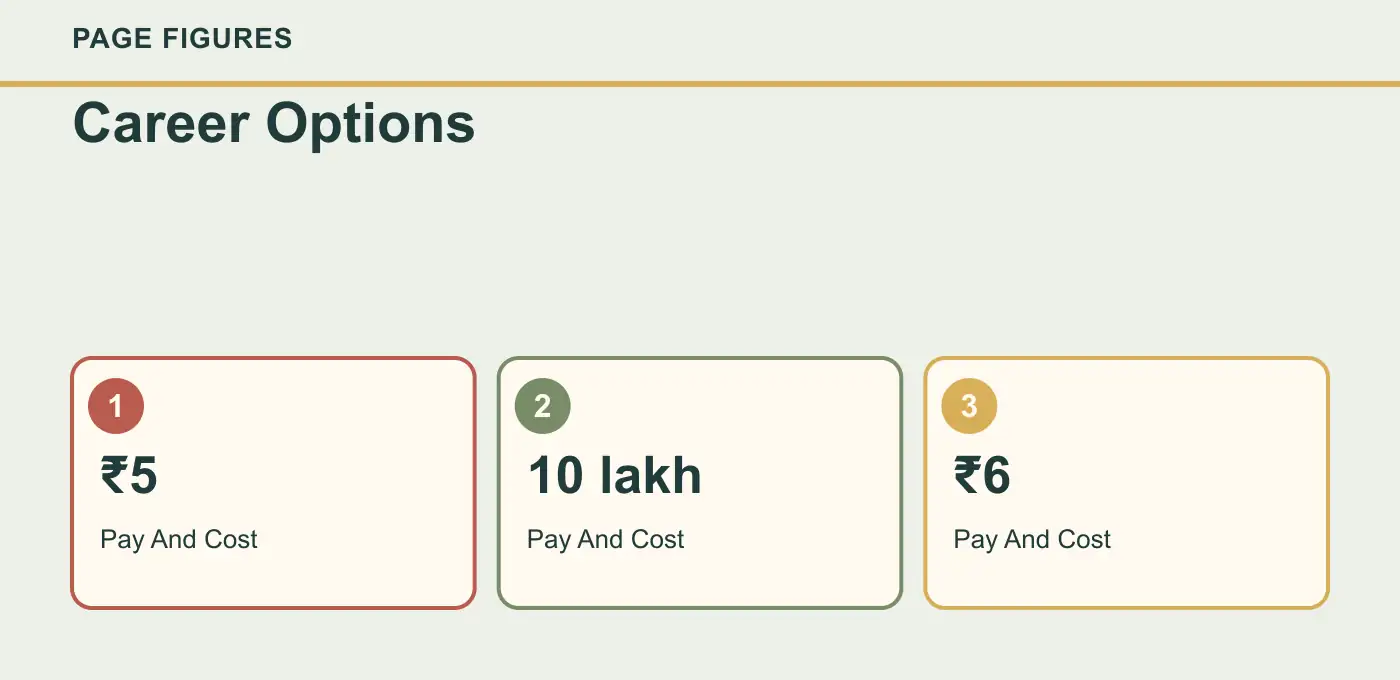 PAGE FIGURES
Career Options
1
₹5
Pay And Cost
2
10 lakh
Pay And Cost
3
₹6
Pay And Cost